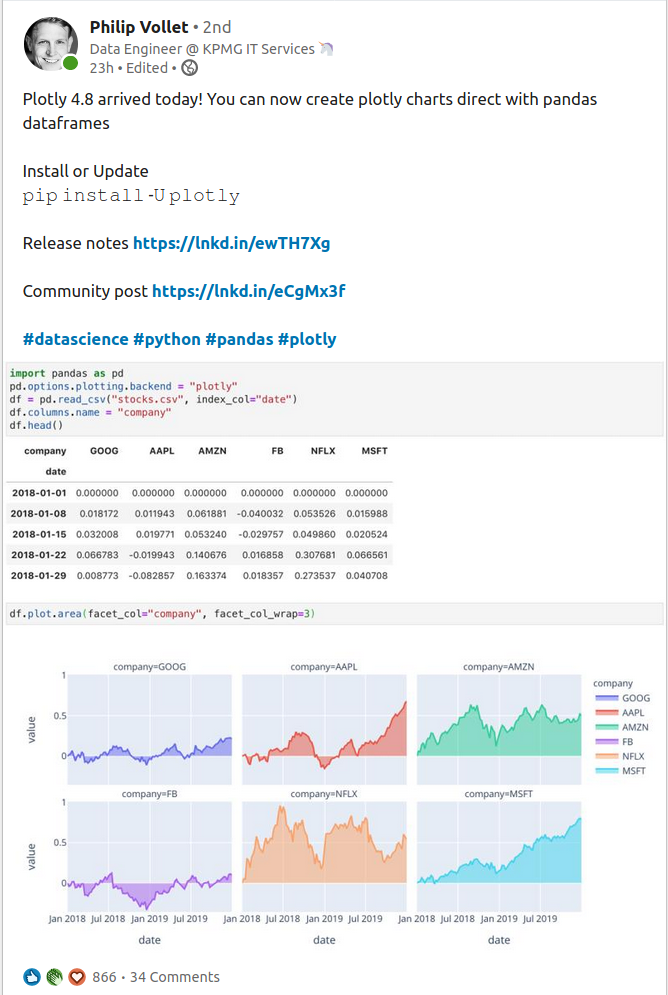 Philip Vollet • 2nd
Data Engineer @ KPMG IT Services 🦄
23h • Edited •
Plotly 4.8 arrived today! You can now create plotly charts direct with pandas
dataframes
Install or Update
pip install -U plotly
Release notes https://lnkd.in/ewTH7Xg
Community post https://lnkd.in/eCgMx3f
#datascience #python #pandas #plotly
import pandas as pd
pd.options.plotting.backend = "plotly"
df = pd.read_csv("stocks.csv", index_col="date")
df.columns.name = "company"
df.head()
company GOOG AAPL AMZN FB NFLX MSFT
date
2018-01-01 0.000000 0.000000 0.000000 0.000000 0.000000 0.000000
2018-01-08 0.018172 0.011943 0.061881 -0.040032 0.053526 0.015988
2018-01-15 0.032008 0.019771 0.053240 -0.029757 0.049860 0.020524
2018-01-22 0.066783 -0.019943 0.140676 0.016858 0.307681 0.066561
2018-01-29 0.008773 -0.082857 0.163374 0.018357 0.273537 0.040708
df.plot.area(facet_col="company", facet_col_wrap=3)
company=GOOG company=AAPL company=AMZN
1
0.5
0
value
company
GOOG
AAPL
AMZN
FB
NFLX
MSFT
company=FB company=NFLX company=MSFT
1
0.5
0
value
Jan 2018 Jul 2018 Jan 2019 Jul 2019 Jan 2018 Jul 2018 Jan 2019 Jul 2019 Jan 2018 Jul 2018 Jan 2019 Jul 2019
date date date
866 • 34 Comments